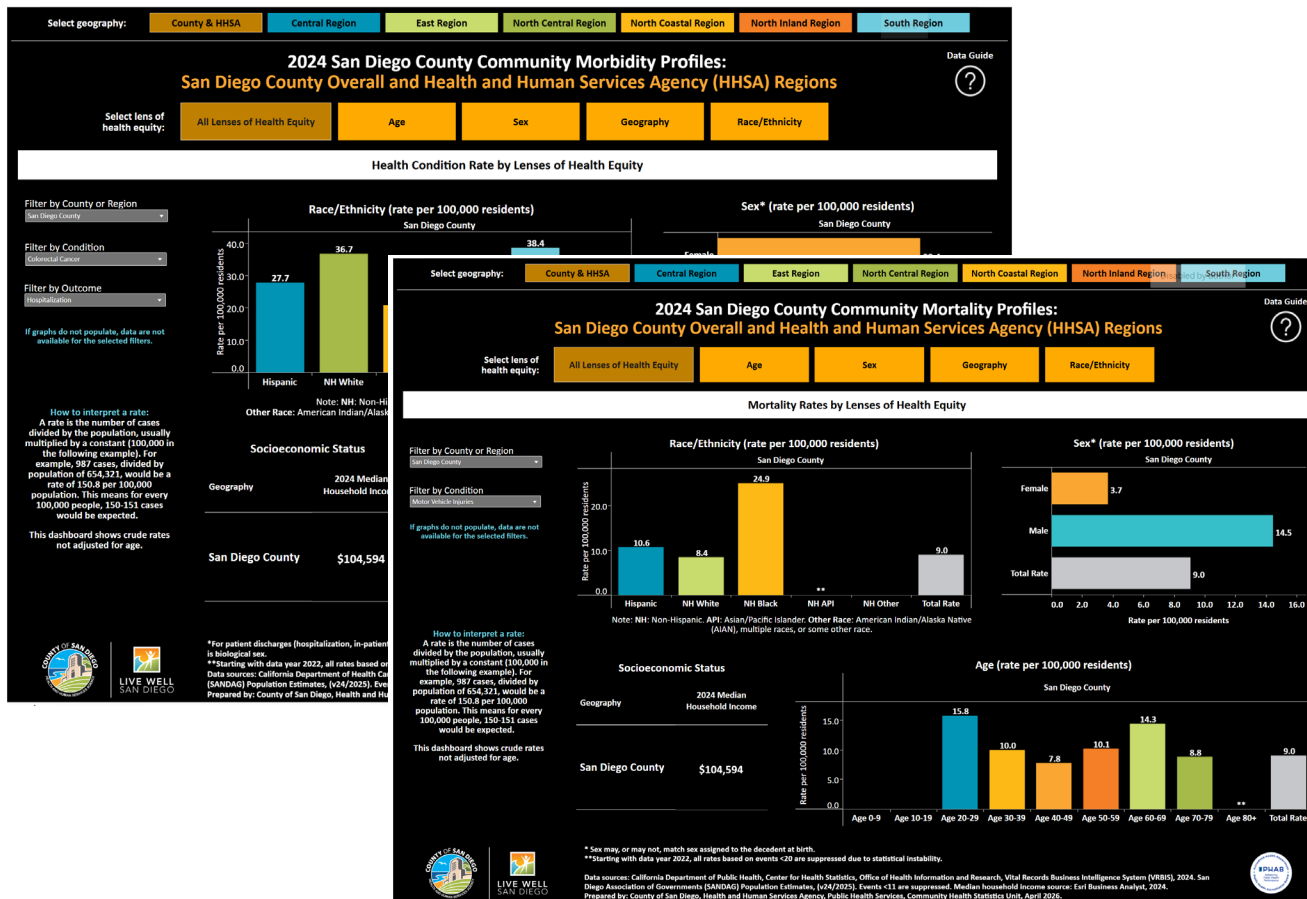 Select geography:
County & HHSA
Central Region
East Region
North Central Region
North Coastal Region
North Inland Region
South Region
2024 San Diego County Community Morbidity Profiles:
San Diego County Overall and Health and Human Services Agency (HHSA) Regions
Data Guide
?
Select lens of
health equity:
All Lenses of Health Equity
Age
Sex
Geography
Race/Ethnicity
Health Condition Rate by Lenses of Health Equity
Filter by County or Region
San Diego County
Filter by Condition
Colorectal Cancer
Filter by Outcome
Hospitalization
If graphs do not populate, data are not
available for the selected filters.
How to interpret a rate:
A rate is the number of cases
divided by the population, usually
multiplied by a constant (100,000 in
the following example). For
example, 987 cases, divided by
population of 654,321, would be a
rate of 150.8 per 100,000
population. This means for every
100,000 people, 150-151 cases
would be expected.
This dashboard shows crude rates
not adjusted for age.
Race/Ethnicity (rate per 100,000 residents)
San Diego County
Rate per 100,000 residents
40.0
30.0
20.0
10.0
0.0
27.7
36.7
38.4
Hispanic
NH White
Note: NH: Non-Hi
Other Race: American Indian/Alask
Sex* (rate per 100,000 residents)
San Diego County
Socioeconomic Status
Geography
2024 Median
Household Incor
San Diego County
$104,594
*For patient discharges (hospitalization, in-patient
is biological sex.
**Starting with data year 2022, all rates based on
Data sources: California Department of Health Ca
(SANDAG) Population Estimates, (v24/2025). Eve
Prepared by: County of San Diego, Health and Hu
COUNTY OF SAN DIEGO
LIVE WELL
SAN DIEGO
Select geography:
County & HHSA
Central Region
East Region
North Central Region
North Coastal Region
North Inland Region
South Region
2024 San Diego County Community Mortality Profiles:
San Diego County Overall and Health and Human Services Agency (HHSA) Regions
Data Guide
?
Select lens of
health equity:
All Lenses of Health Equity
Age
Sex
Geography
Race/Ethnicity
Mortality Rates by Lenses of Health Equity
Filter by County or Region
San Diego County
Filter by Condition
Motor Vehicle Injuries
If graphs do not populate, data are not
available for the selected filters.
How to interpret a rate:
A rate is the number of cases
divided by the population, usually
multiplied by a constant (100,000 in
the following example). For
example, 987 cases, divided by
population of 654,321, would be a
rate of 150.8 per 100,000
population. This means for every
100,000 people, 150-151 cases
would be expected.
This dashboard shows crude rates
not adjusted for age.
Race/Ethnicity (rate per 100,000 residents)
San Diego County
Rate per 100,000 residents
20.0
10.0
0.0
10.6
8.4
24.9
**
9.0
Hispanic
NH White
NH Black
NH API
NH Other
Total Rate
Note: NH: Non-Hispanic. API: Asian/Pacific Islander. Other Race: American Indian/Alaska Native
(AIAN), multiple races, or some other race.
Sex* (rate per 100,000 residents)
San Diego County
Female
3.7
Male
14.5
Total Rate
9.0
0.0 2.0 4.0 6.0 8.0 10.0 12.0 14.0 16.0
Rate per 100,000 residents
Socioeconomic Status
Geography
2024 Median
Household Income
San Diego County
$104,594
Age (rate per 100,000 residents)
San Diego County
Rate per 100,000 residents
15.0
10.0
5.0
0.0
15.8
10.0
7.8
10.1
14.3
8.8
**
9.0
Age 0-9
Age 10-19
Age 20-29
Age 30-39
Age 40-49
Age 50-59
Age 60-69
Age 70-79
Age 80+
Total Rate
* Sex may, or may not, match sex assigned to the decedent at birth.
**Starting with data year 2022, all rates based on events <20 are suppressed due to statistical instability.
Data sources: California Department of Public Health, Center for Health Statistics, Office of Health Information and Research, Vital Records Business Intelligence System (VRBIS), 2024. San
Diego Association of Governments (SANDAG) Population Estimates, (v24/2025). Events <11 are suppressed. Median household income source: Esri Business Analyst, 2024.
Prepared by: County of San Diego, Health and Human Services Agency, Public Health Services, Community Health Statistics Unit, April 2026.
COUNTY OF SAN DIEGO
LIVE WELL
SAN DIEGO
PHAB